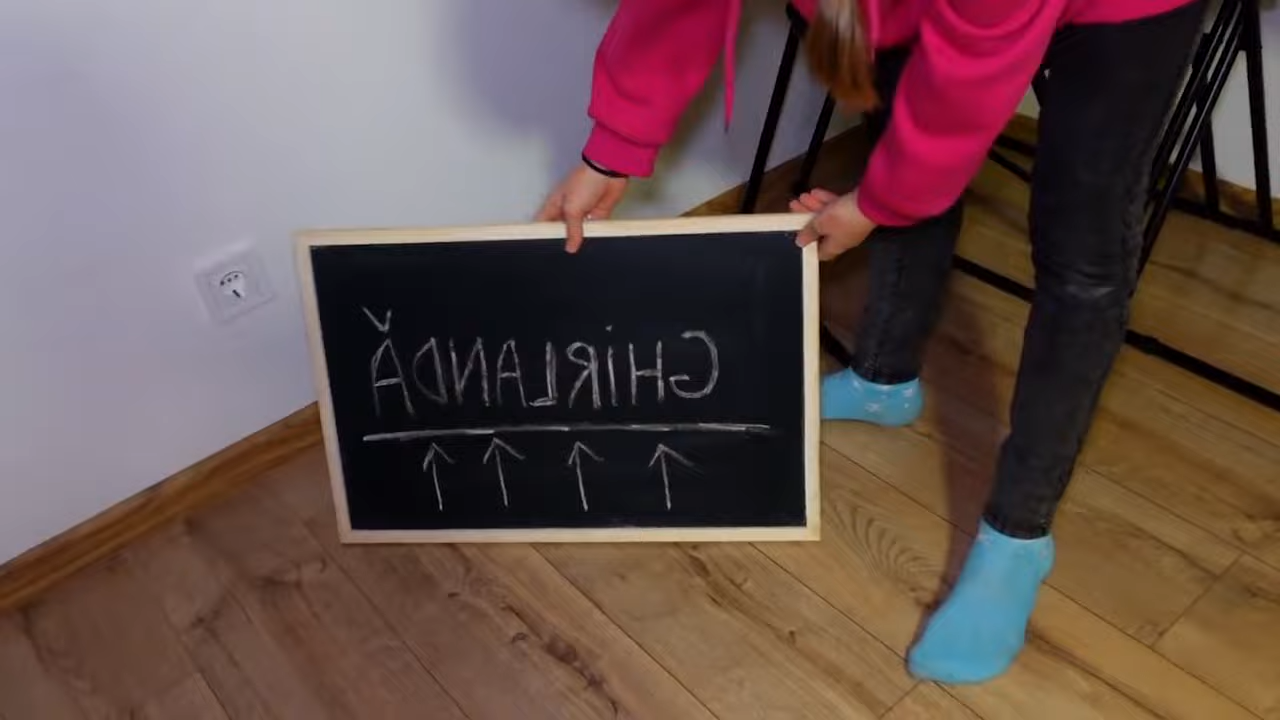 GHiRLANDĂ
↑ ↑ ↑ ↑